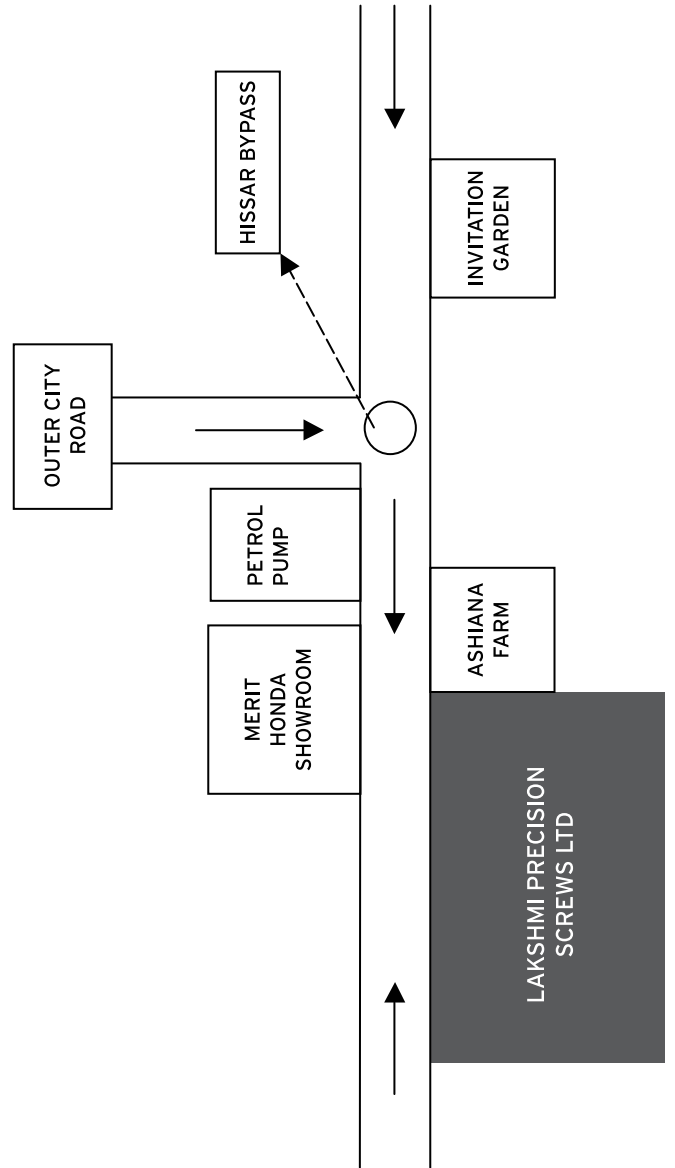 HISSAR BYPASS
INVITATION
GARDEN
OUTER CITY
ROAD
PETROL
PUMP
ASHIANA
FARM
MERIT
HONDA
SHOWROOM
LAKSHMI PRECISION
SCREWS LTD